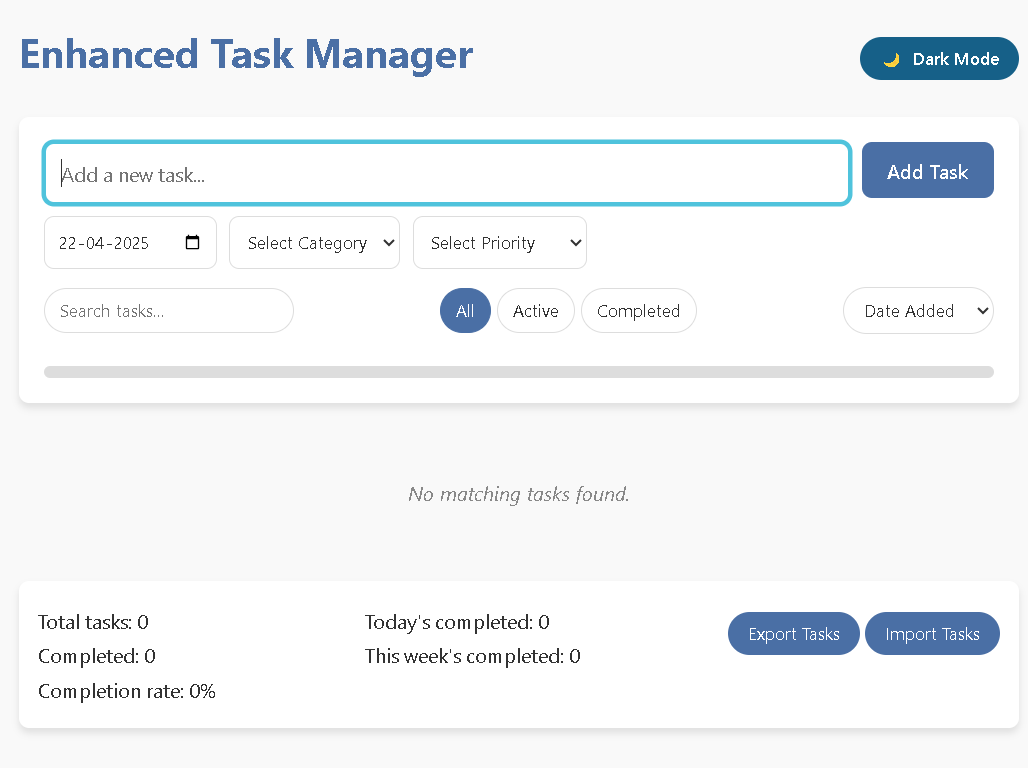 Enhanced Task Manager
🌙 Dark Mode
Add a new task...
Add Task
22-04-2025
Select Category
Select Priority
Search tasks...
All
Active
Completed
Date Added
No matching tasks found.
Total tasks: 0
Completed: 0
Completion rate: 0%
Today's completed: 0
This week's completed: 0
Export Tasks
Import Tasks